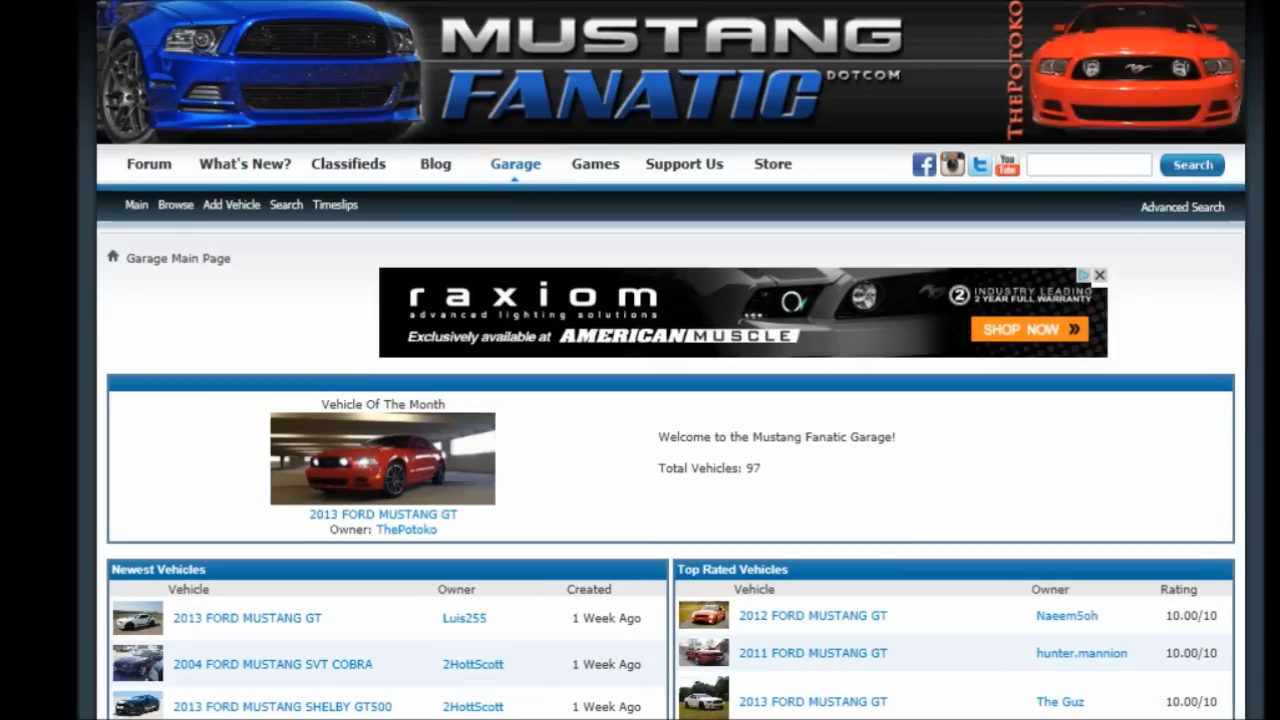 MUSTANG
FANATIC
DOTCOM
THEPOTOKO
Forum What's New? Classifieds Blog Garage Games Support Us Store
You
Tube
Search
Main Browse Add Vehicle Search Timeslips
Advanced Search
Garage Main Page
raxiom
advanced lighting solutions
Exclusively available at AMERICANMUSCLE
2 INDUSTRY LEADING
2 YEAR FULL WARRANTY
SHOP NOW
Vehicle Of The Month
2013 FORD MUSTANG GT
Owner: ThePotoko
Welcome to the Mustang Fanatic Garage!
Total Vehicles: 97
Newest Vehicles
Vehicle Owner Created
2013 FORD MUSTANG GT Luis255 1 Week Ago
2004 FORD MUSTANG SVT COBRA 2HottScott 1 Week Ago
2013 FORD MUSTANG SHELBY GT500 2HottScott 1 Week Ago
Top Rated Vehicles
Vehicle Owner Rating
2012 FORD MUSTANG GT Naeem5oh 10.00/10
2011 FORD MUSTANG GT hunter.mannion 10.00/10
2013 FORD MUSTANG GT The Guz 10.00/10